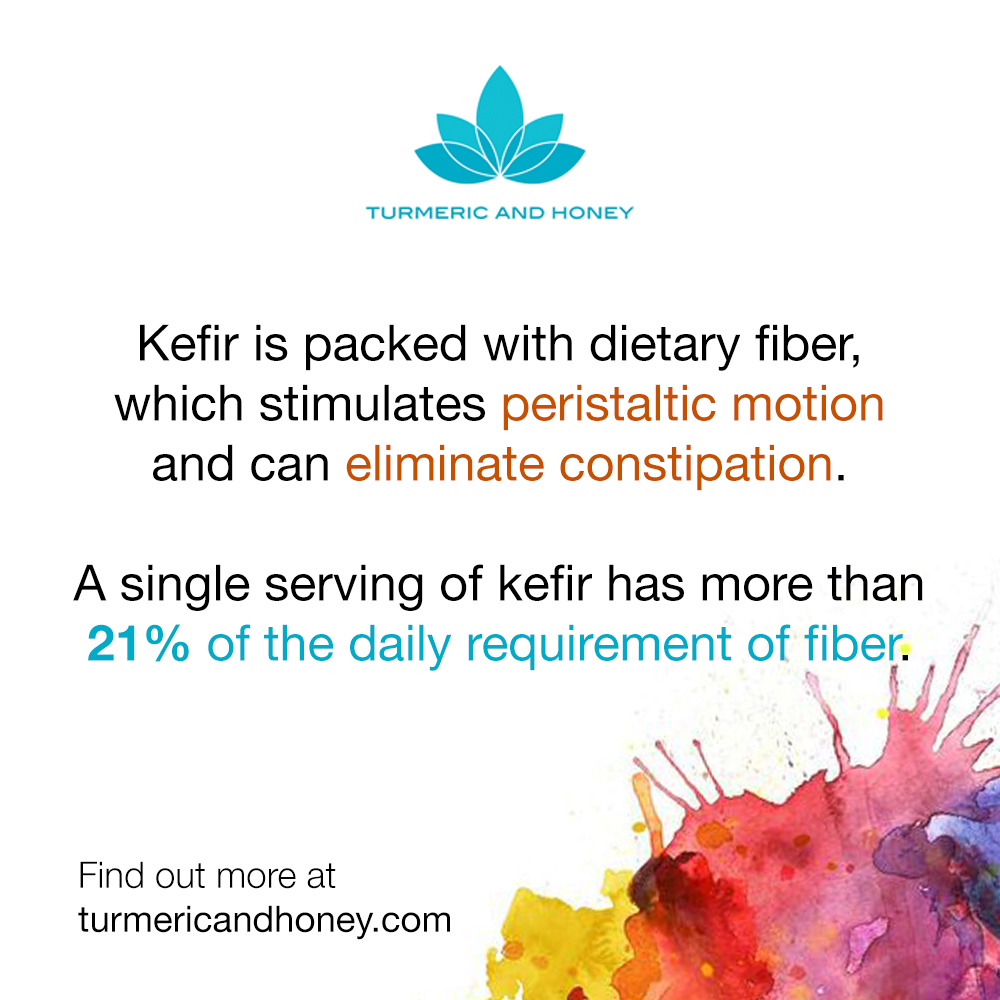 TURMERIC AND HONEY
Kefir is packed with dietary fiber,
which stimulates peristaltic motion
and can eliminate constipation.
A single serving of kefir has more than
21% of the daily requirement of fiber.
Find out more at
turmericandhoney.com